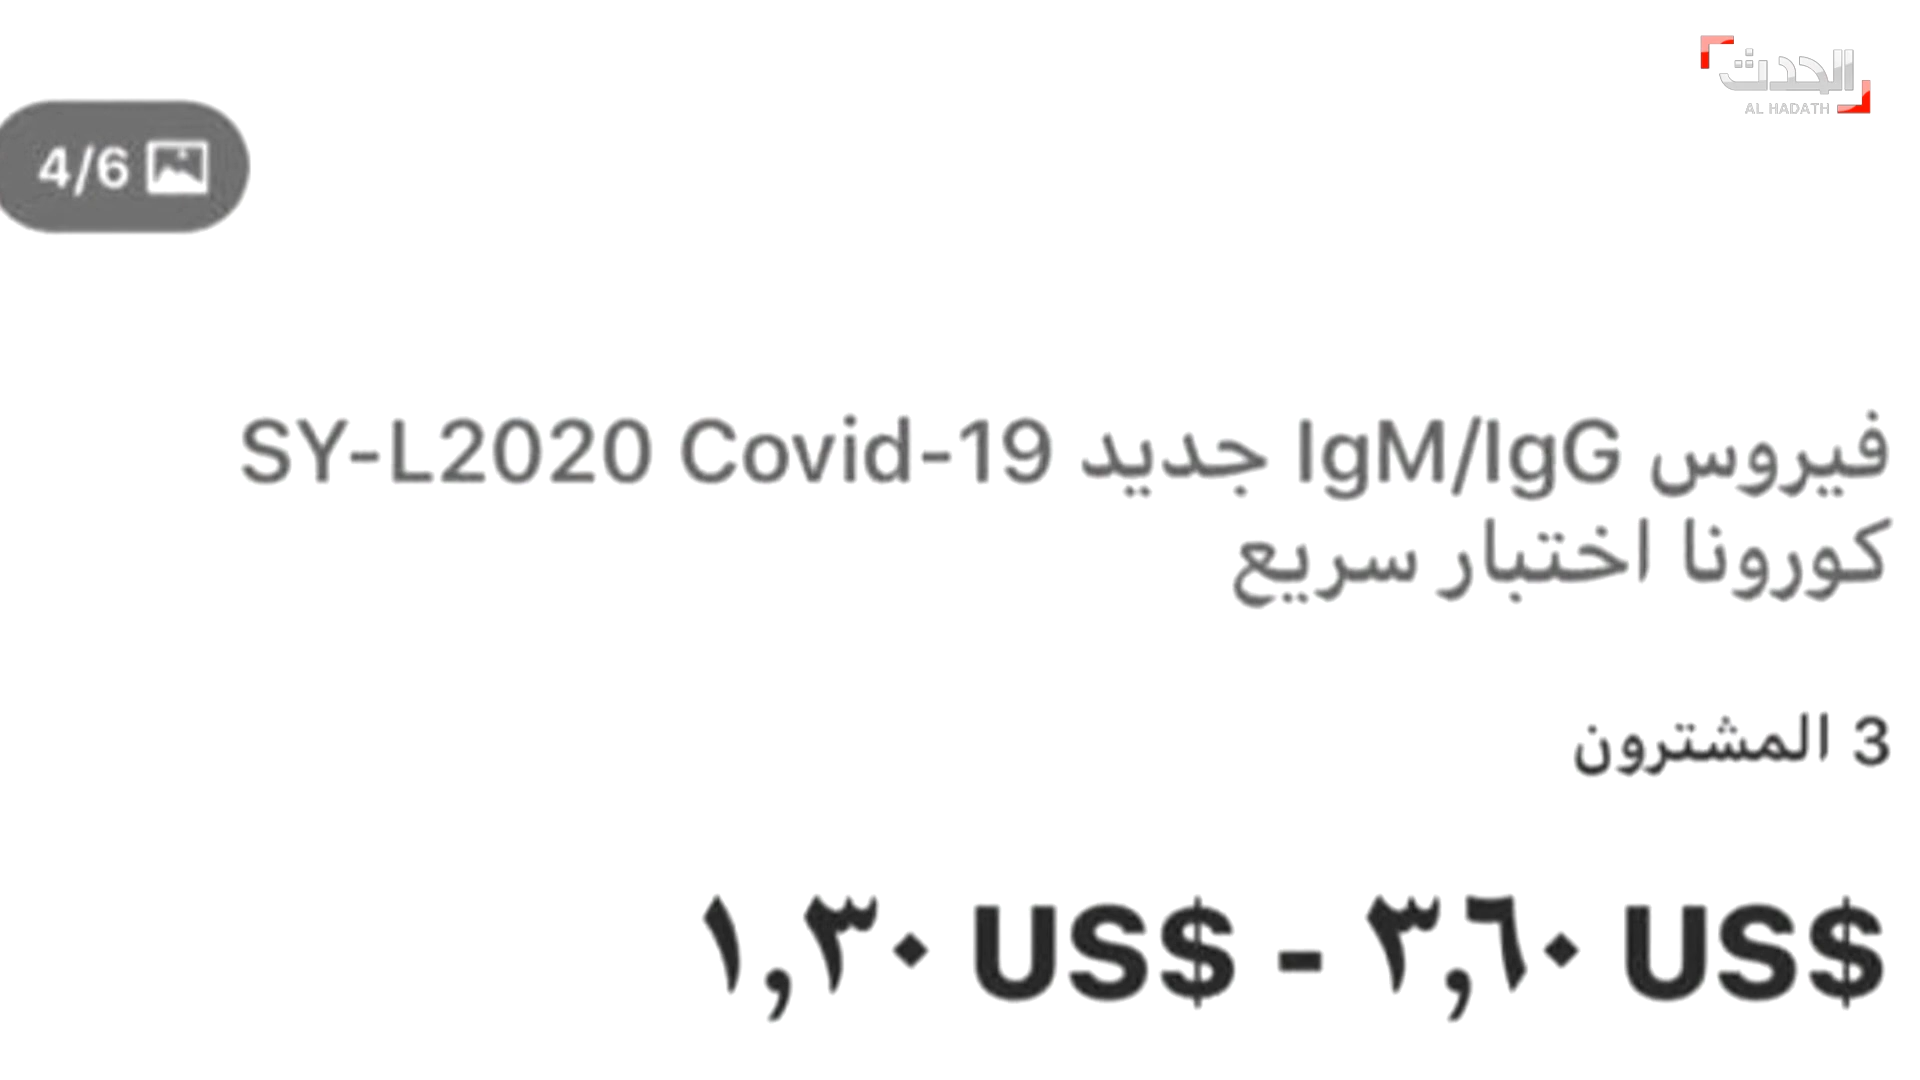 الحدث
AL HADATH
4/6
SY-L2020 Covid-19 جديد IgM/IgG فيروس
كورونا اختبار سريع
3 المشترون
١,٣٠ US$ - ٣,٦٠ US$